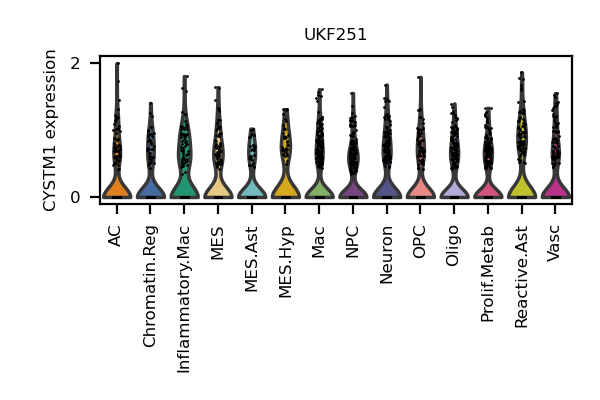 UKF251
CYSTM1 expression
2
0
AC
Chromatin.Reg
Inflammatory.Mac
MES
MES.Ast
MES.Hyp
Mac
NPC
Neuron
OPC
Oligo
Prolif.Metab
Reactive.Ast
Vasc